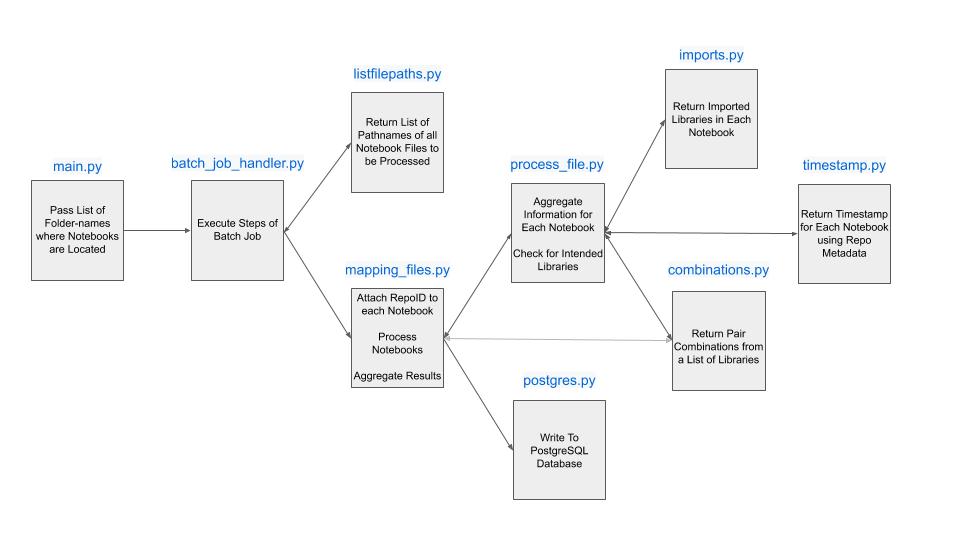 main.py
Pass List of
Folder-names
where Notebooks
are Located
batch_job_handler.py
Execute Steps of
Batch Job
listfilepaths.py
Return List of
Pathnames of all
Notebook Files to
be Processed
mapping_files.py
Attach RepoID to
each Notebook
Process
Notebooks
Aggregate Results
process_file.py
Aggregate
Information for
Each Notebook
Check for Intended
Libraries
postgres.py
Write To
PostgreSQL
Database
imports.py
Return Imported
Libraries in Each
Notebook
combinations.py
Return Pair
Combinations from
a List of Libraries
timestamp.py
Return Timestamp
for Each Notebook
using Repo
Metadata